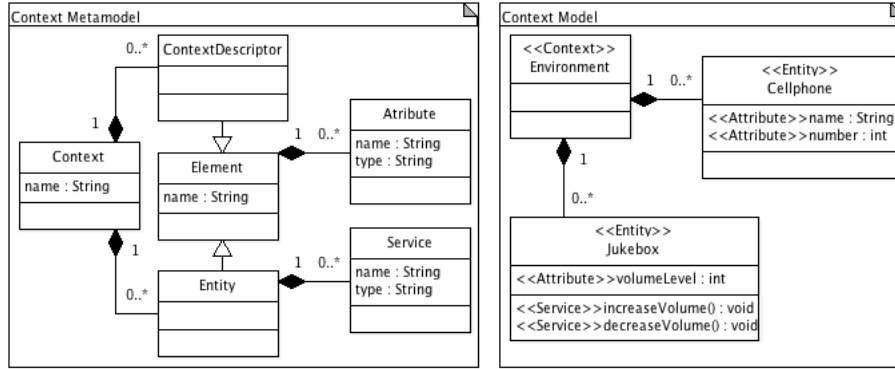 Context Metamodel
ContextDescriptor
0..*
1
Context
name : String
1
0..*
Element
name : String
1
0..*
Atribute
name : String
type : String
Entity
1
0..*
Service
name : String
type : String
Context Model
<<Context>>
Environment
1
0..*
<<Entity>>
Cellphone
<<Attribute>>name : String
<<Attribute>>number : int
1
0..*
<<Entity>>
Jukebox
<<Attribute>>volumeLevel : int
<<Service>>increaseVolume() : void
<<Service>>decreaseVolume() : void